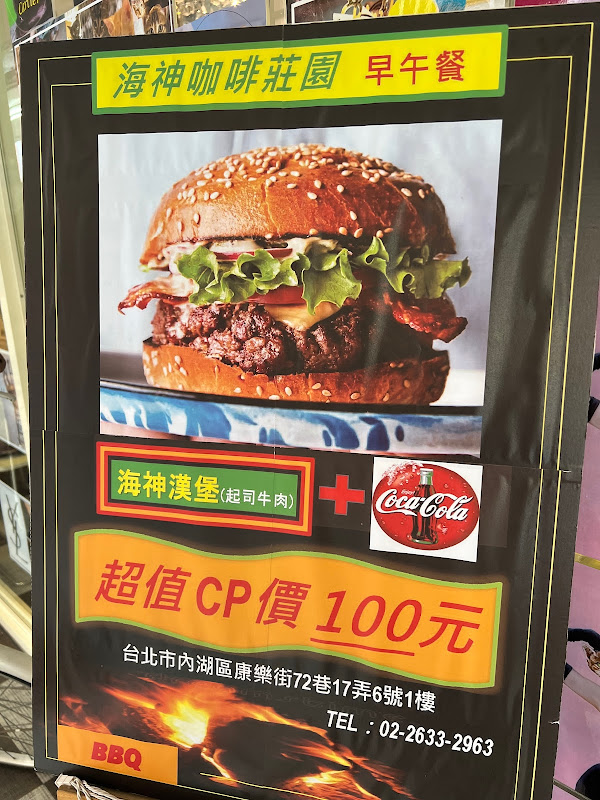 海神咖啡莊園 早午餐
海神漢堡(起司牛肉)
Enjoy
Coca-Cola
超值CP價100元
台北市內湖區康樂街72巷17弄6號1樓
TEL：02-2633-2963
BBQ